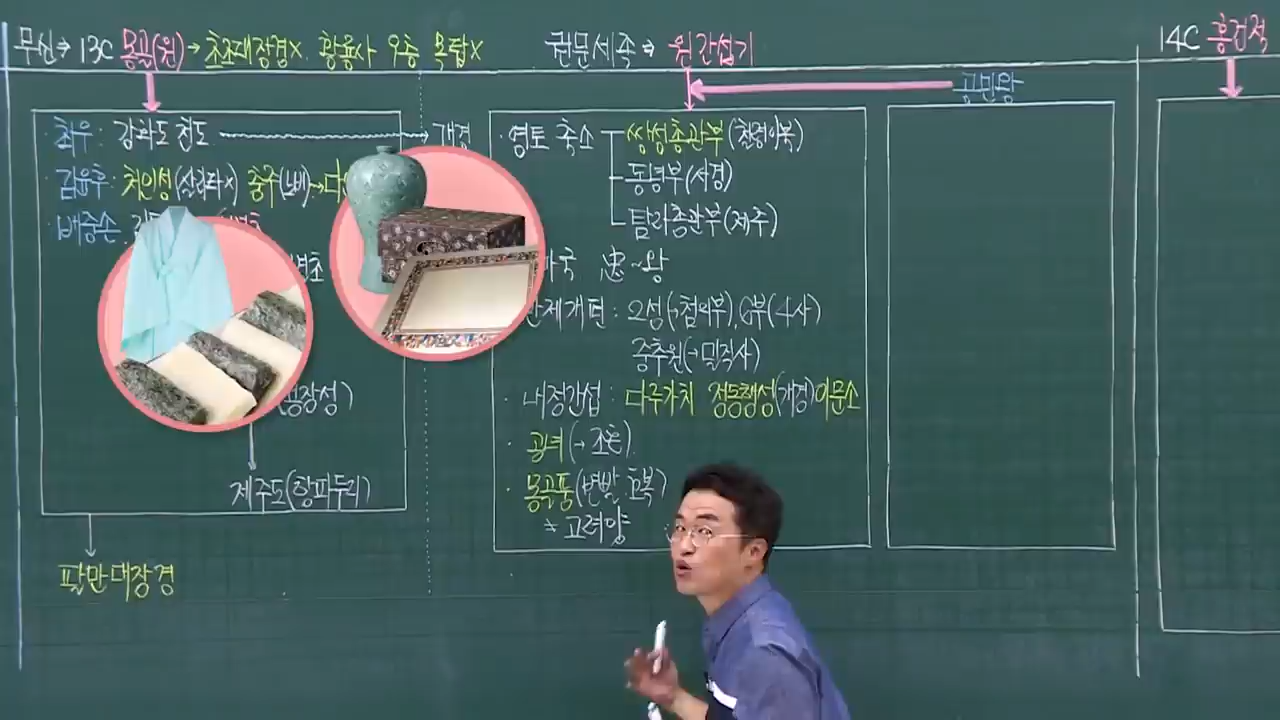 무신→ 13C 몽골(원)→초조대장경x. 황룡사 9층 목탑x
권문세족 → 원간섭기
14C 홍건적
공민왕
최우: 강화도 천도
개경
김윤후: 처인성(살리타x) 충주(노비)→다
배중손.
제주도(항파두리)
팔만대장경
· 영토 축소
쌍성총관부(철령이북)
동녕부(서경)
탐라총관부(제주)
마국 忠~왕
관제개편: 2성(→첨의부), 6부(4사)
중추원(→밀직사)
· 내정간섭: 다루가치 정동행성(개경)이문소
· 공녀(→조혼).
· 몽골풍(변발, 호복)
≒ 고려양